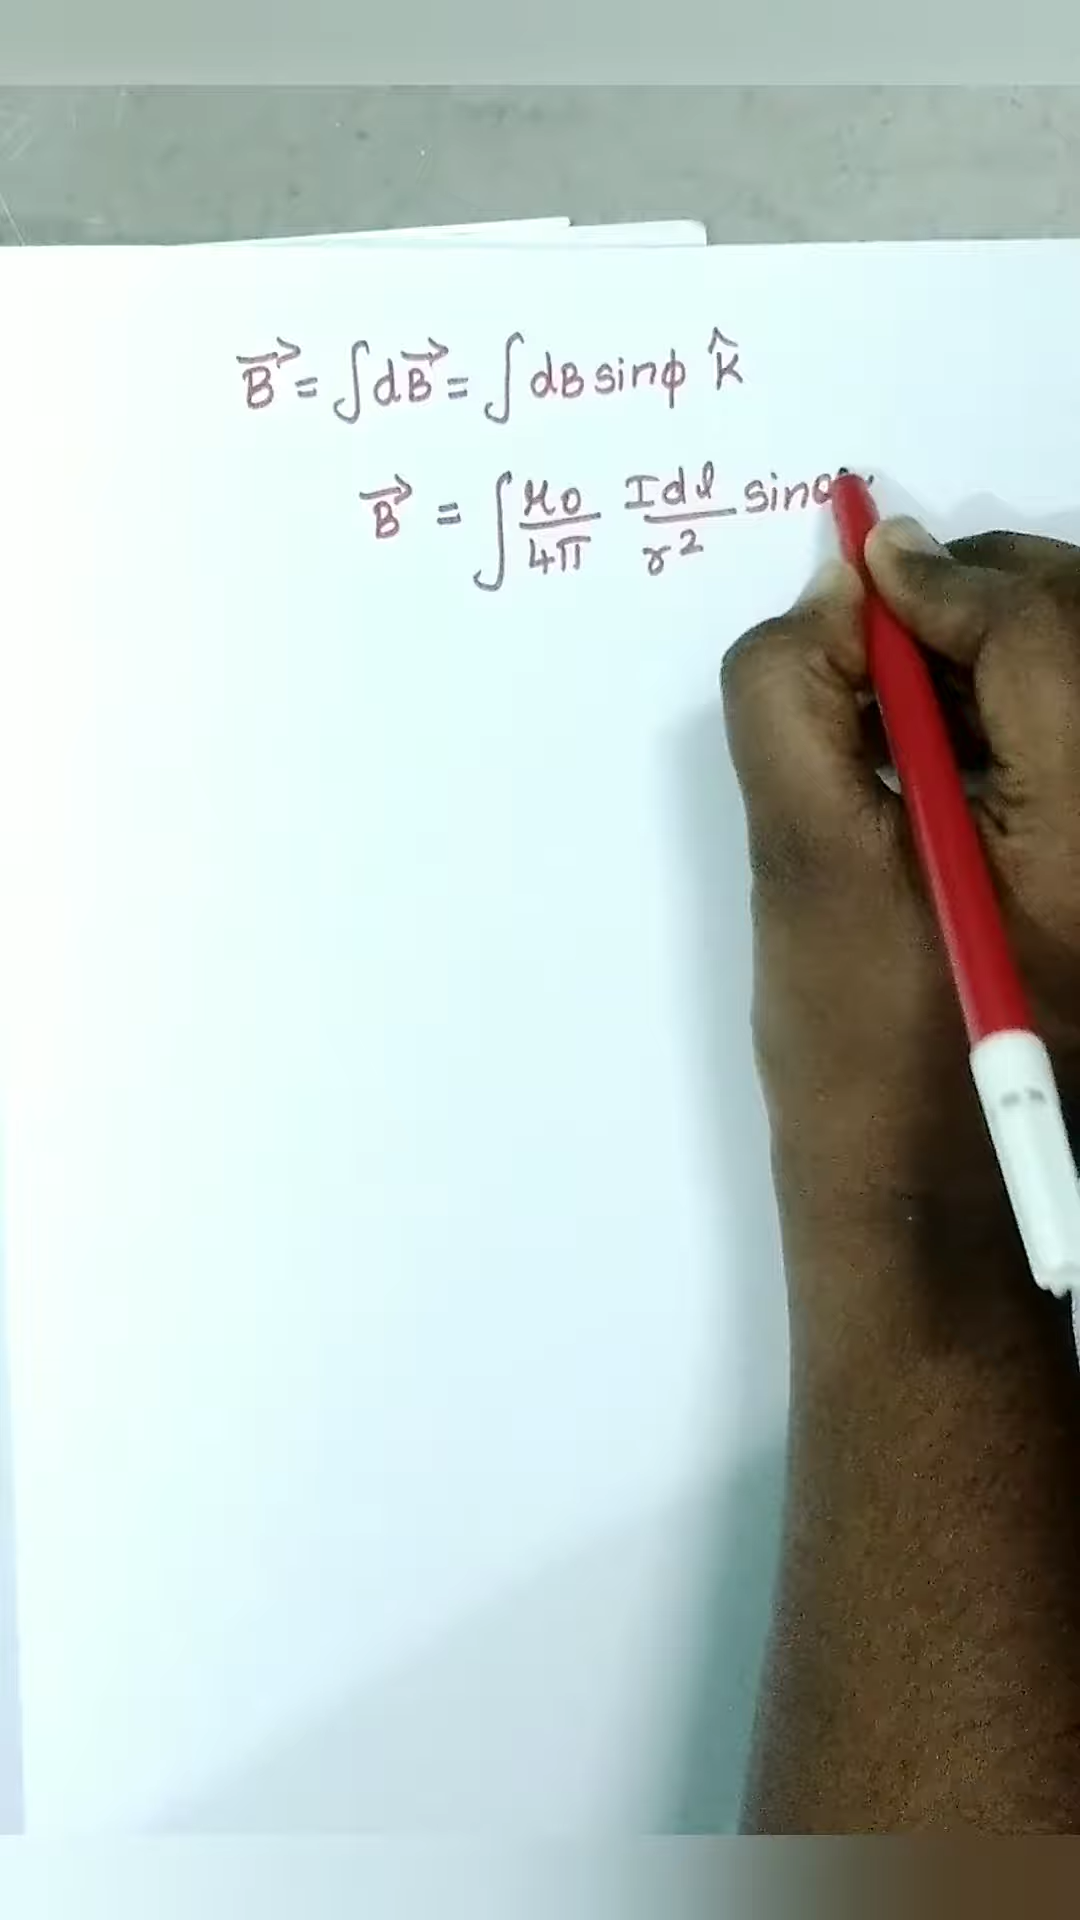 B⃗ = ∫dB⃗ = ∫dB sinφ k̂
B⃗ = ∫ μ0/4π Idl/r² sin